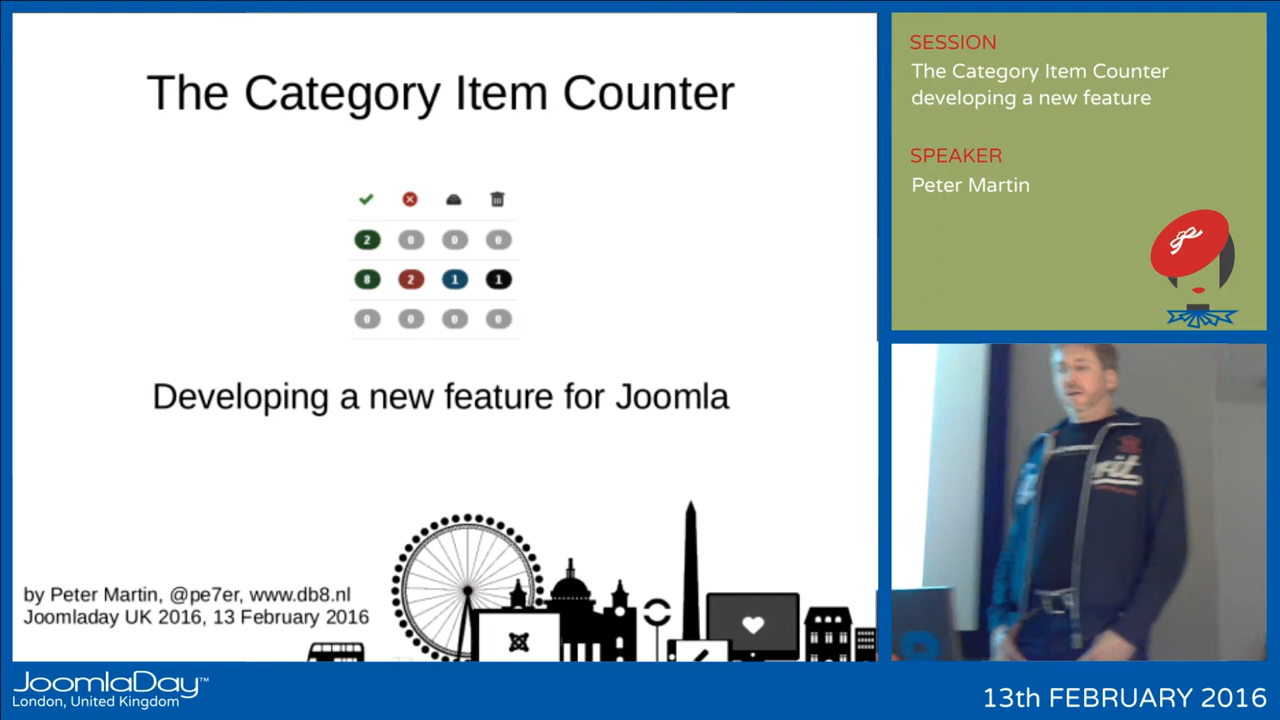 The Category Item Counter
2 0 0 0
8 2 1 1
0 0 0 0
Developing a new feature for Joomla
by Peter Martin, @pe7er, www.db8.nl
Joomladay UK 2016, 13 February 2016
SESSION
The Category Item Counter
developing a new feature
SPEAKER
Peter Martin
JoomlaDay™
London, United Kingdom
13th FEBRUARY 2016